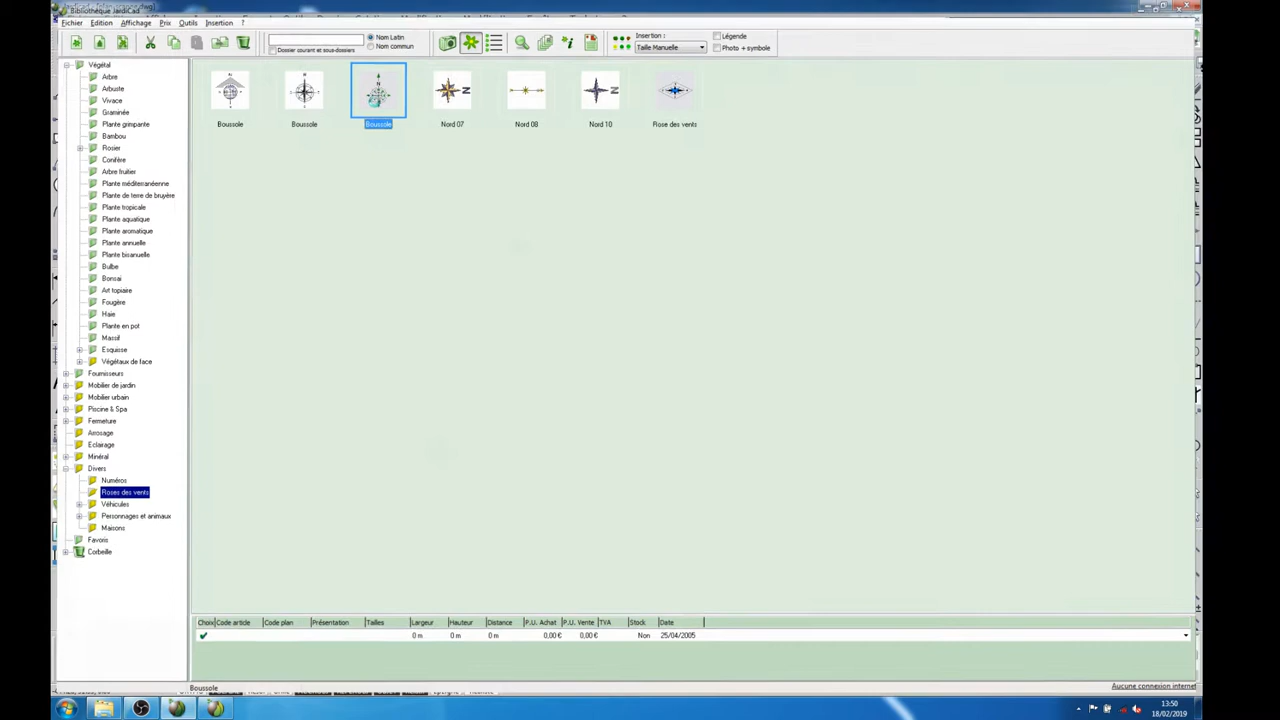 Bibliothèque JardiCad
Fichier Edition Affichage Prix Outils Insertion ?
Dossier courant et sous-dossiers
Nom Latin
Nom commun
Insertion :
Taille Manuelle
Légende
Photo + symbole
Végétal
Arbre
Arbuste
Vivace
Graminée
Plante grimpante
Bambou
Rosier
Conifère
Arbre fruitier
Plante méditerranéenne
Plante de terre de bruyère
Plante tropicale
Plante aquatique
Plante aromatique
Plante annuelle
Plante bisanuelle
Bulbe
Bonsai
Art topiaire
Fougère
Haie
Plante en pot
Massif
Esquisse
Végétaux de face
Fournisseurs
Mobilier de jardin
Mobilier urbain
Piscine & Spa
Fermeture
Arrosage
Eclairage
Minéral
Divers
Numéros
Roses des vents
Véhicules
Personnages et animaux
Maisons
Favoris
Corbeille
Boussole Boussole Boussole Nord 07 Nord 08 Nord 10 Rose des vents
Choix Code article Code plan Présentation Tailles Largeur Hauteur Distance P.U. Achat P.U. Vente TVA Stock Date
0 m 0 m 0 m 0,00 € 0,00 € Non 25/04/2005
Boussole
Aucune connexion internet
13:50
18/02/2019